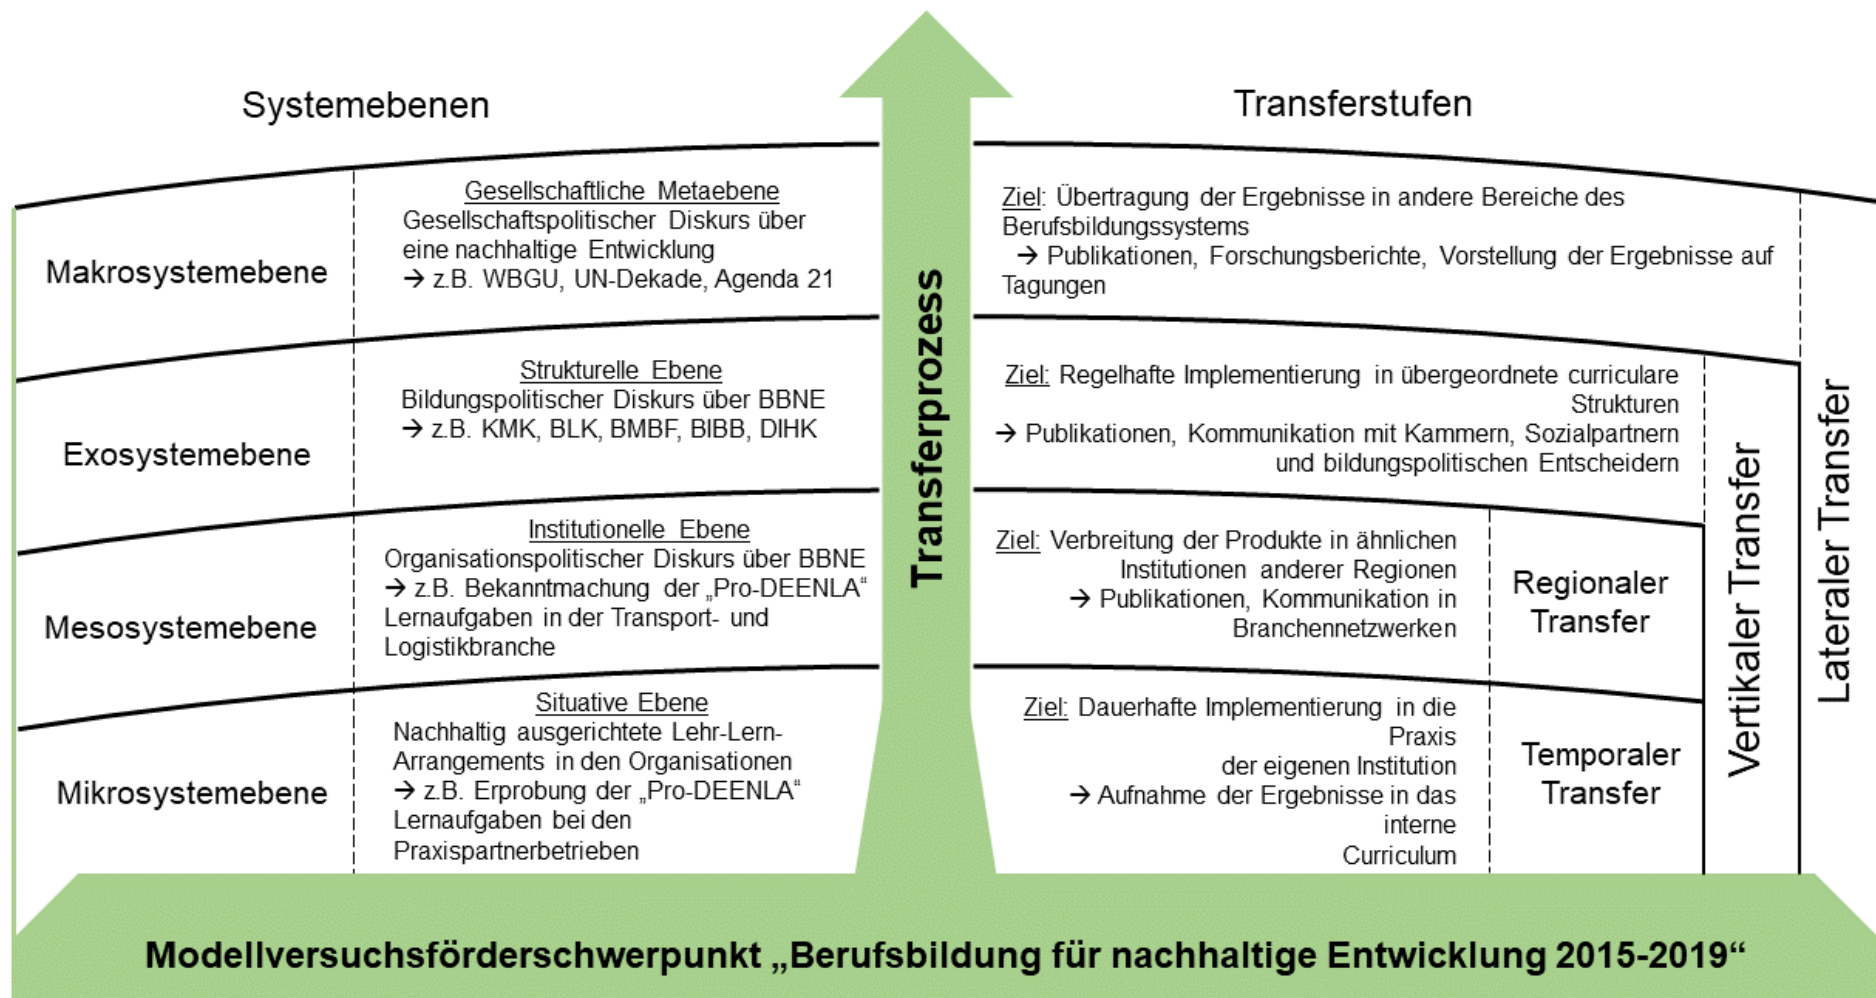 Systemebenen
Transferstufen
Makrosystemebene
Gesellschaftliche Metaebene
Gesellschaftspolitischer Diskurs über
eine nachhaltige Entwicklung
→ z.B. WBGU, UN-Dekade, Agenda 21
Ziel: Übertragung der Ergebnisse in andere Bereiche des
Berufsbildungssystems
→ Publikationen, Forschungsberichte, Vorstellung der Ergebnisse auf
Tagungen
Exosystemebene
Strukturelle Ebene
Bildungspolitischer Diskurs über BBNE
→ z.B. KMK, BLK, BMBF, BIBB, DIHK
Ziel: Regelhafte Implementierung in übergeordnete curriculare
Strukturen
→ Publikationen, Kommunikation mit Kammern, Sozialpartnern
und bildungspolitischen Entscheidern
Mesosystemebene
Institutionelle Ebene
Organisationspolitischer Diskurs über BBNE
→ z.B. Bekanntmachung der „Pro-DEENLA“
Lernaufgaben in der Transport- und
Logistikbranche
Ziel: Verbreitung der Produkte in ähnlichen
Institutionen anderer Regionen
→ Publikationen, Kommunikation in
Branchennetzwerken
Regionaler
Transfer
Mikrosystemebene
Situative Ebene
Nachhaltig ausgerichtete Lehr-Lern-
Arrangements in den Organisationen
→ z.B. Erprobung der „Pro-DEENLA“
Lernaufgaben bei den
Praxispartnerbetrieben
Ziel: Dauerhafte Implementierung in die
Praxis
der eigenen Institution
→ Aufnahme der Ergebnisse in das
interne
Curriculum
Temporaler
Transfer
Transferprozess
Vertikaler Transfer
Lateraler Transfer
Modellversuchsförderschwerpunkt „Berufsbildung für nachhaltige Entwicklung 2015-2019“